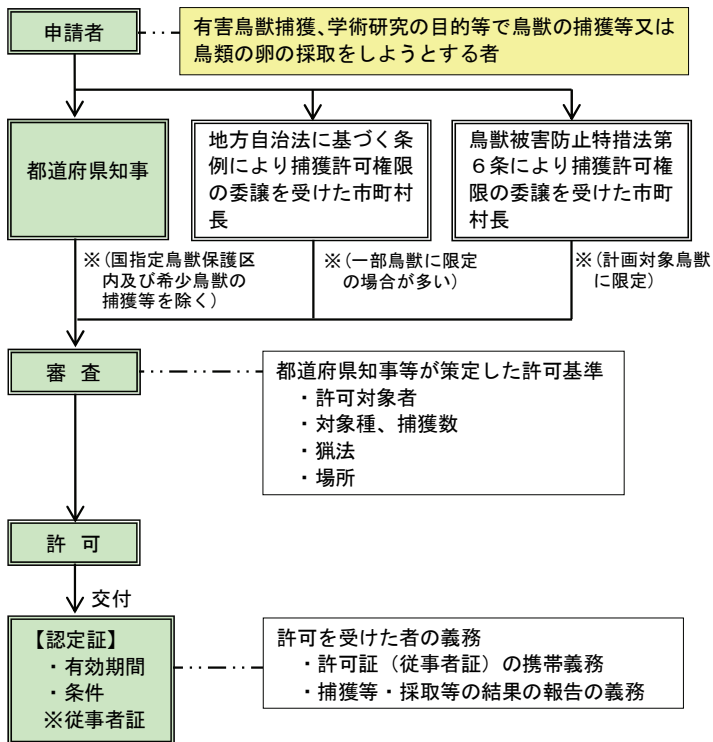 申請者
有害鳥獣捕獲、学術研究の目的等で鳥獣の捕獲等又は
鳥類の卵の採取をしようとする者
都道府県知事
地方自治法に基づく条
例により捕獲許可権限
の委譲を受けた市町村
長
鳥獣被害防止特措法第
6条により捕獲許可権
限の委譲を受けた市町
村長
※(国指定鳥獣保護区
内及び希少鳥獣の
捕獲等を除く)
※(一部鳥獣に限定
の場合が多い)
※(計画対象鳥獣
に限定)
審 査
都道府県知事等が策定した許可基準
・許可対象者
・対象種、捕獲数
・猟法
・場所
許 可
交付
【認定証】
・有効期間
・条件
※従事者証
許可を受けた者の義務
・許可証(従事者証)の携帯義務
・捕獲等・採取等の結果の報告の義務